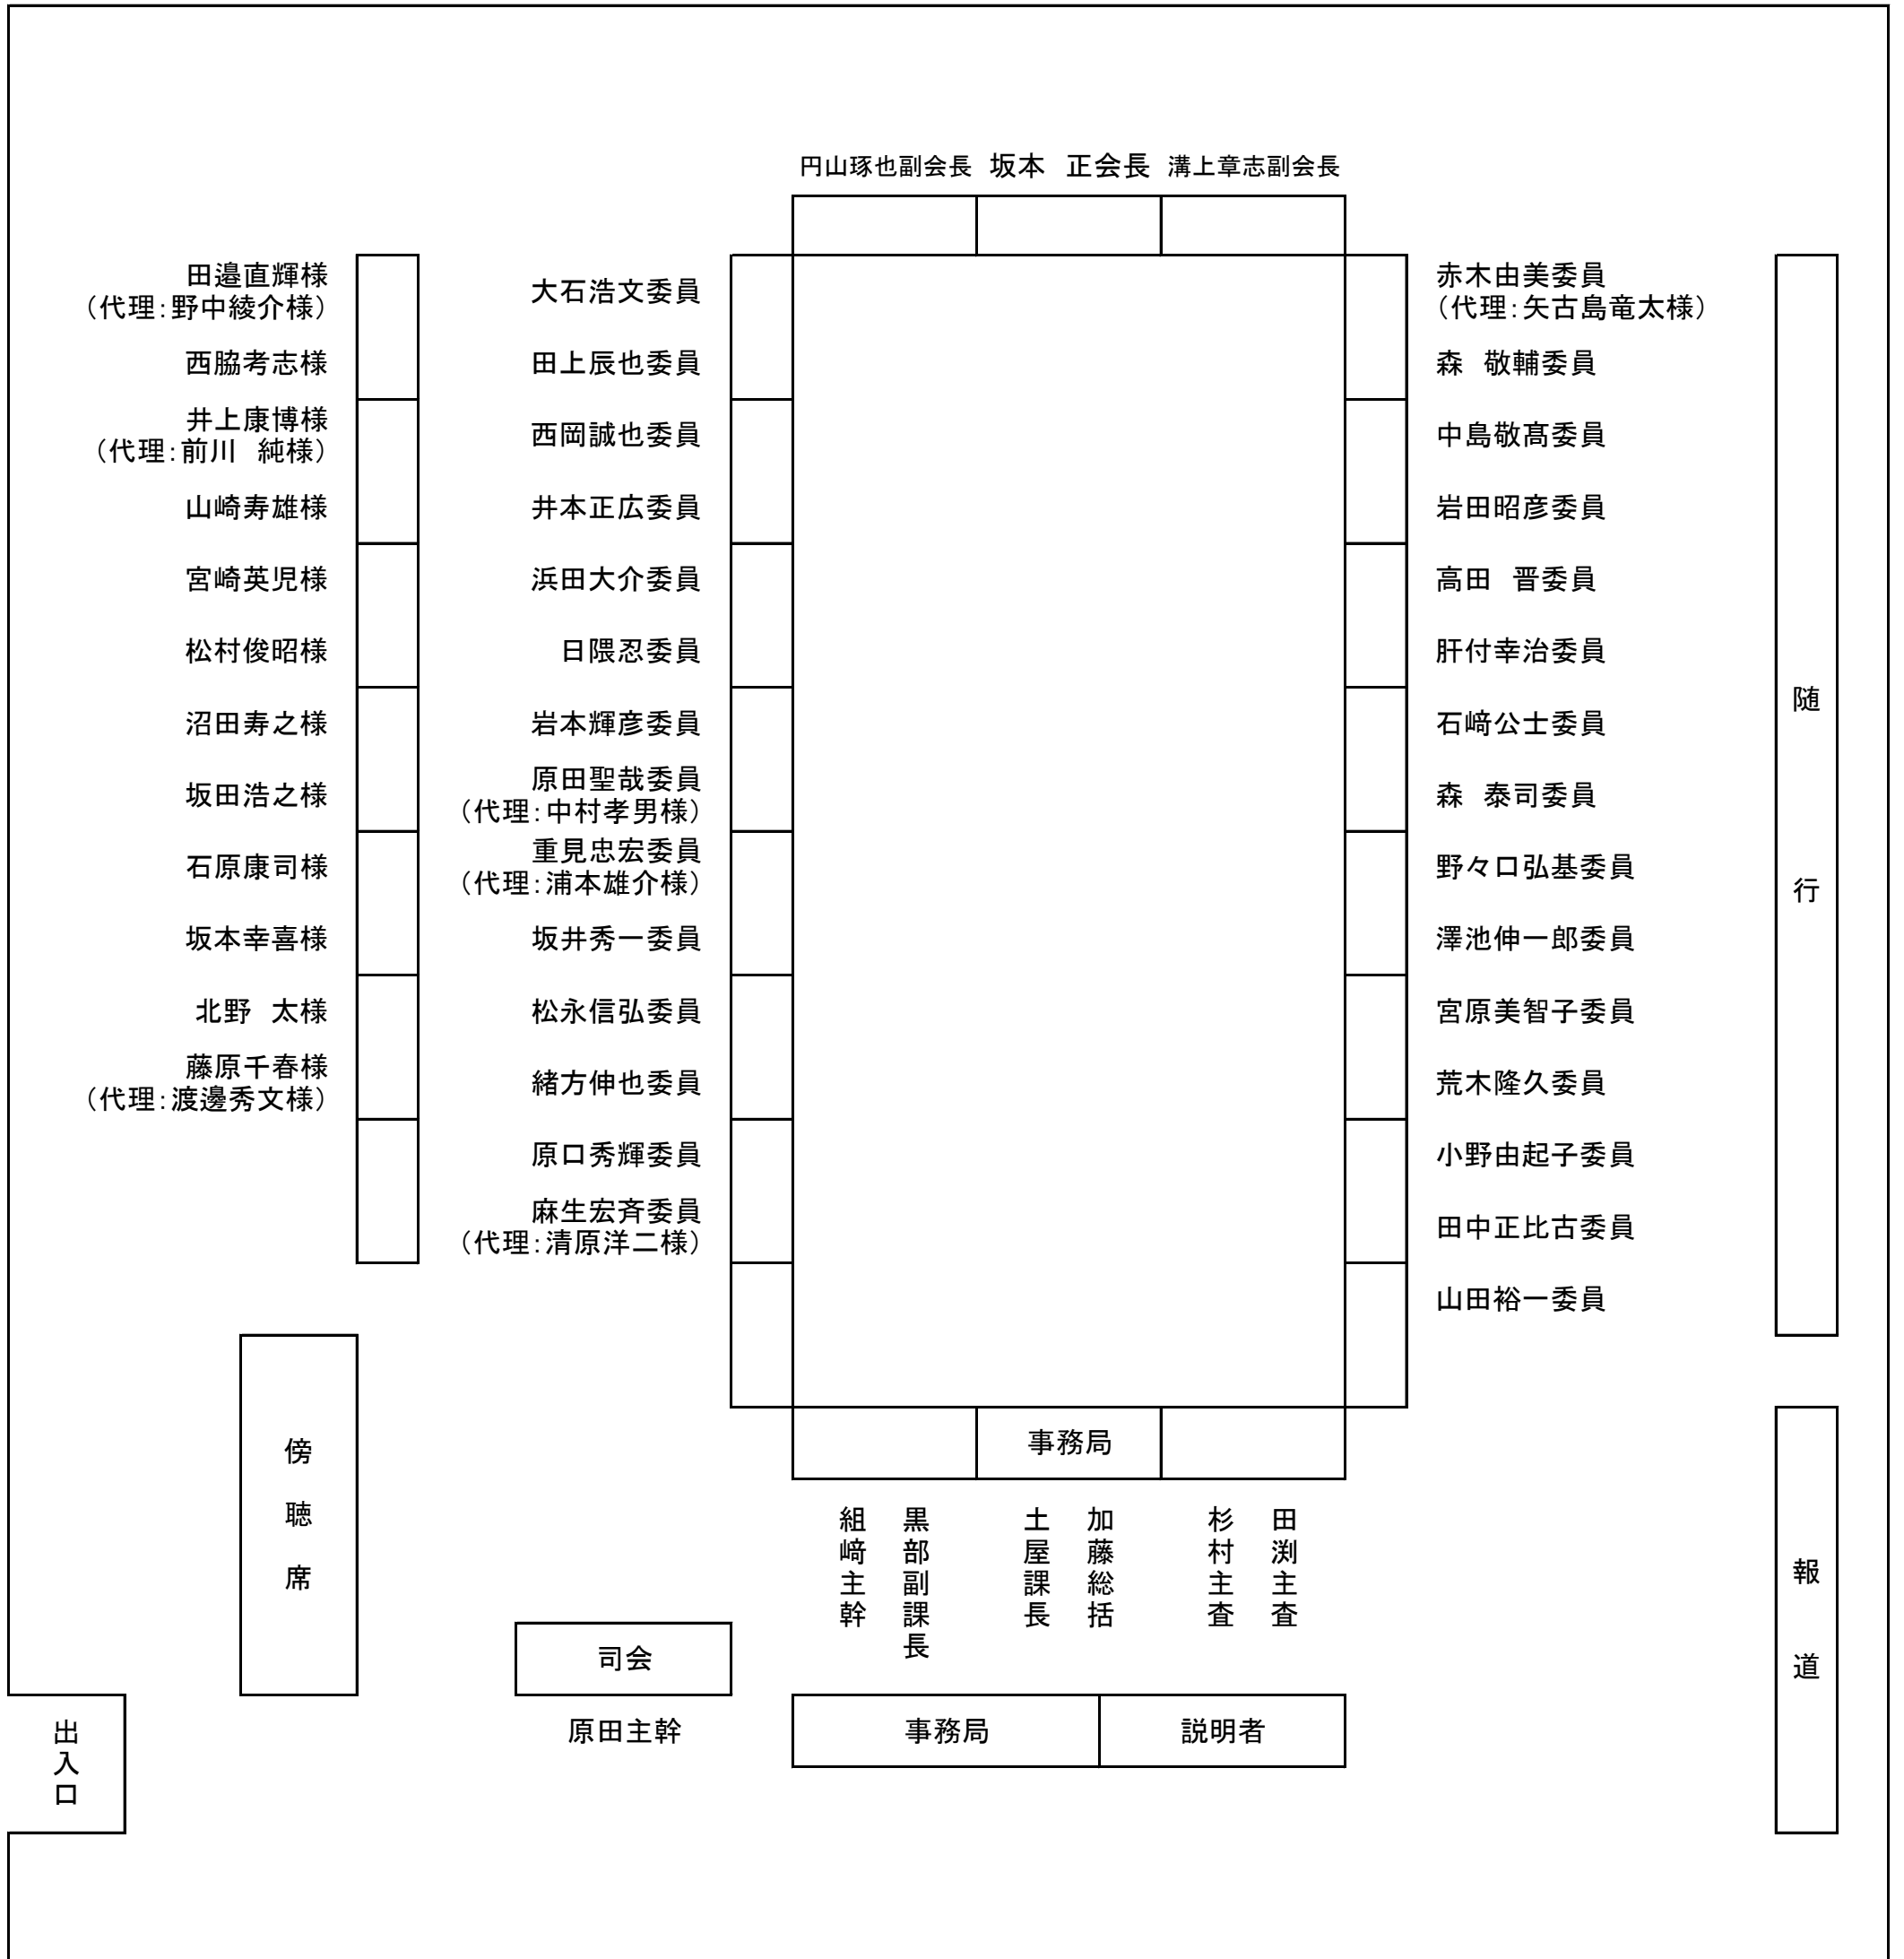 円山琢也副会長 坂本 正会長 溝上章志副会長
田邉直輝様
（代理：野中綾介様）
西脇考志様
井上康博様
（代理：前川 純様）
山崎寿雄様
宮崎英児様
松村俊昭様
沼田寿之様
坂田浩之様
石原康司様
坂本幸喜様
北野 太様
藤原千春様
（代理：渡邊秀文様）
大石浩文委員
田上辰也委員
西岡誠也委員
井本正広委員
浜田大介委員
日隈忍委員
岩本輝彦委員
原田聖哉委員
（代理：中村孝男様）
重見忠宏委員
（代理：浦本雄介様）
坂井秀一委員
松永信弘委員
緒方伸也委員
原口秀輝委員
麻生宏斉委員
（代理：清原洋二様）
赤木由美委員
（代理：矢古島竜太様）
森 敬輔委員
中島敬髙委員
岩田昭彦委員
高田 晋委員
肝付幸治委員
石﨑公士委員
森 泰司委員
野々口弘基委員
澤池伸一郎委員
宮原美智子委員
荒木隆久委員
小野由起子委員
田中正比古委員
山田裕一委員
随行
報道
事務局
組﨑主幹
黒部副課長
土屋課長
加藤総括
杉村主査
田渕主査
傍聴席
司会
原田主幹
事務局
説明者
出入口